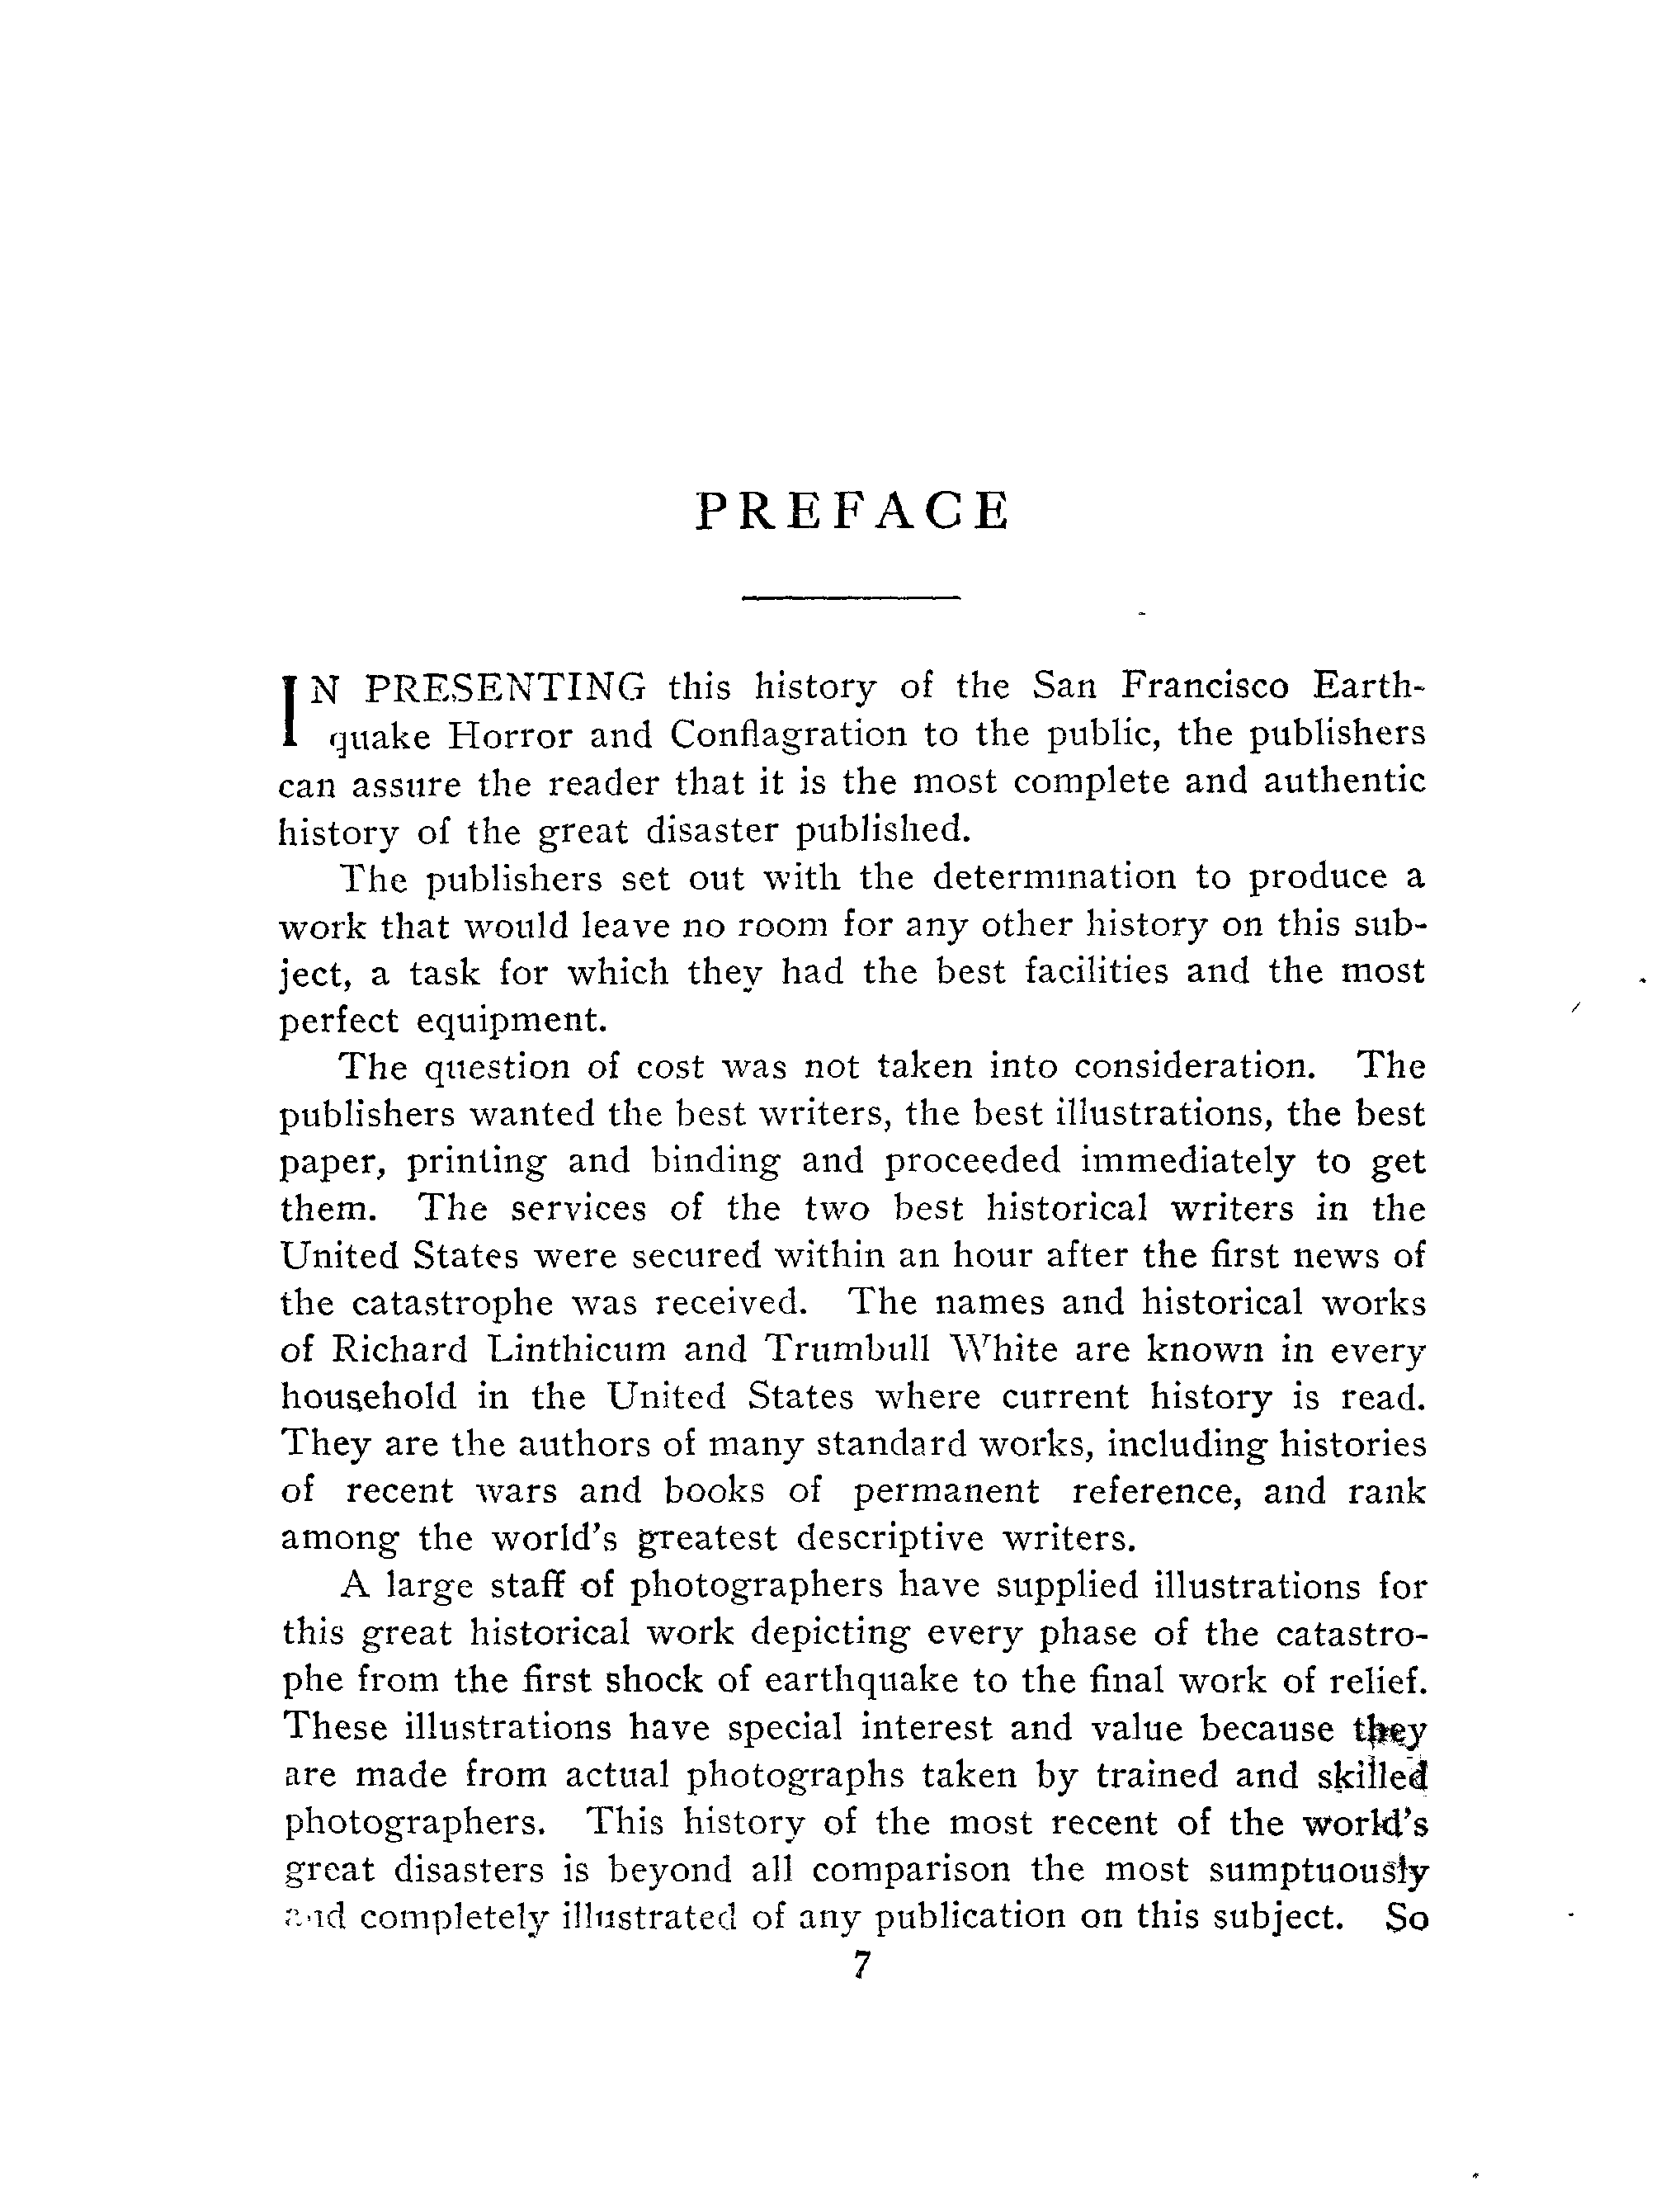 PREFACE
IN PRESENTING this history of the San Francisco Earth-
quake Horror and Conflagration to the public, the publishers
can assure the reader that it is the most complete and authentic
history of the great disaster published.
The publishers set out with the determination to produce a
work that would leave no room for any other history on this sub-
ject, a task for which they had the best facilities and the most
perfect equipment.
The question of cost was not taken into consideration. The
publishers wanted the best writers, the best illustrations, the best
paper, printing and binding and proceeded immediately to get
them. The services of the two best historical writers in the
United States were secured within an hour after the first news of
the catastrophe was received. The names and historical works
of Richard Linthicum and Trumbull White are known in every
household in the United States where current history is read.
They are the authors of many standard works, including histories
of recent wars and books of permanent reference, and rank
among the world's greatest descriptive writers.
A large staff of photographers have supplied illustrations for
this great historical work depicting every phase of the catastro-
phe from the first shock of earthquake to the final work of relief.
These illustrations have special interest and value because they
are made from actual photographs taken by trained and skilled
photographers. This history of the most recent of the world's
great disasters is beyond all comparison the most sumptuously
and completely illustrated of any publication on this subject. So
7